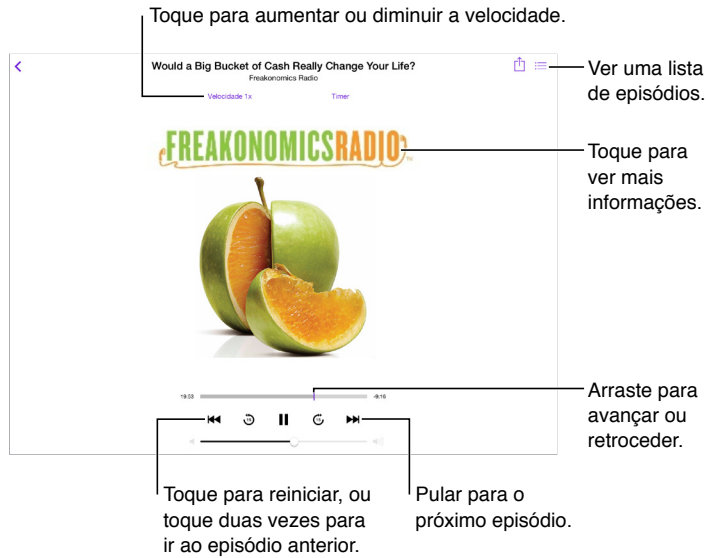 Toque para aumentar ou diminuir a velocidade.
Would a Big Bucket of Cash Really Change Your Life?
Freakonomics Radio
Velocidade 1x
Timer
Ver uma lista
de episódios.
FREAKONOMICSRADIO
Toque para
ver mais
informações.
19:53
-9:16
Arraste para
avançar ou
retroceder.
15
15
Toque para reiniciar, ou
toque duas vezes para
ir ao episódio anterior.
Pular para o
próximo episódio.